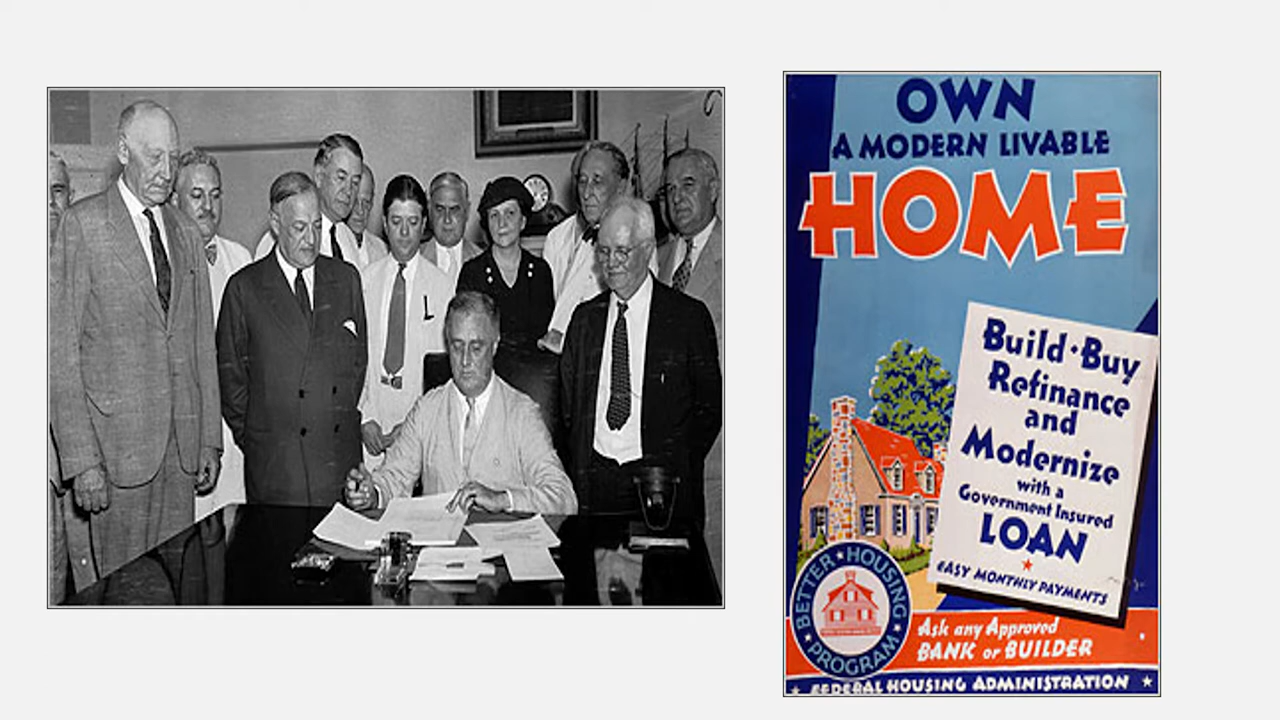 OWN
A MODERN LIVABLE
HOME
Build·Buy
Refinance
and
Modernize
with a
Government Insured
LOAN
EASY MONTHLY PAYMENTS
BETTER★HOUSING
PROGRAM
Ask any Approved
BANK or BUILDER
★ FEDERAL HOUSING ADMINISTRATION ★